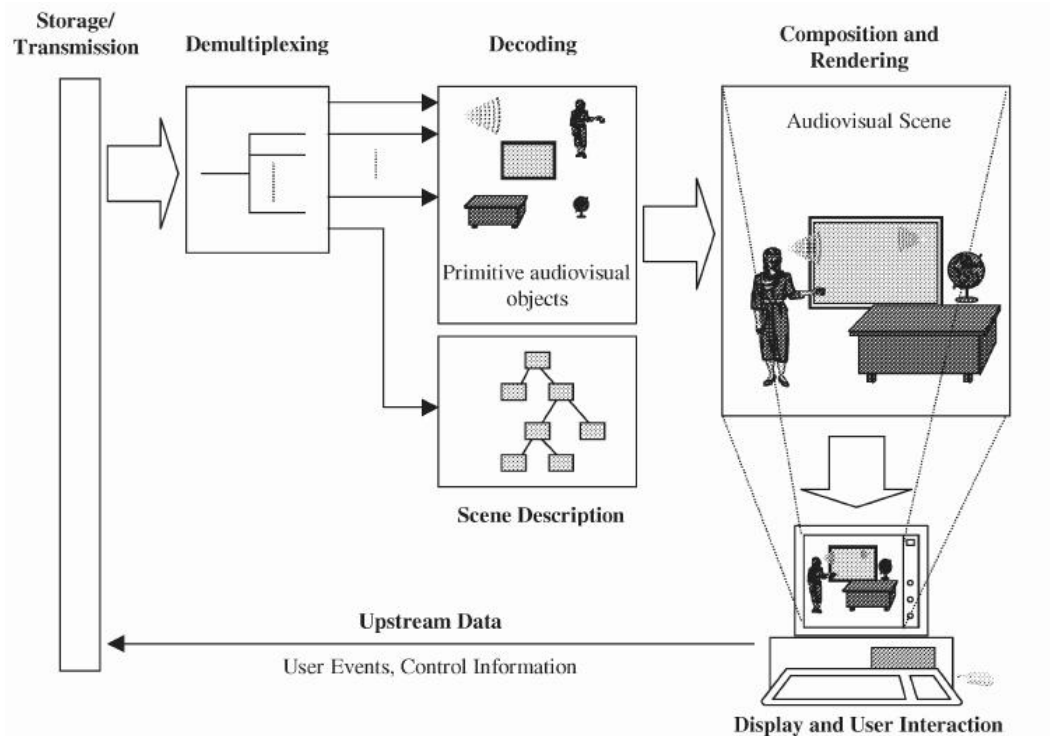 Storage/
Transmission
Demultiplexing
Decoding
Composition and
Rendering
Audiovisual Scene
Primitive audiovisual
objects
Scene Description
Upstream Data
User Events, Control Information
Display and User Interaction